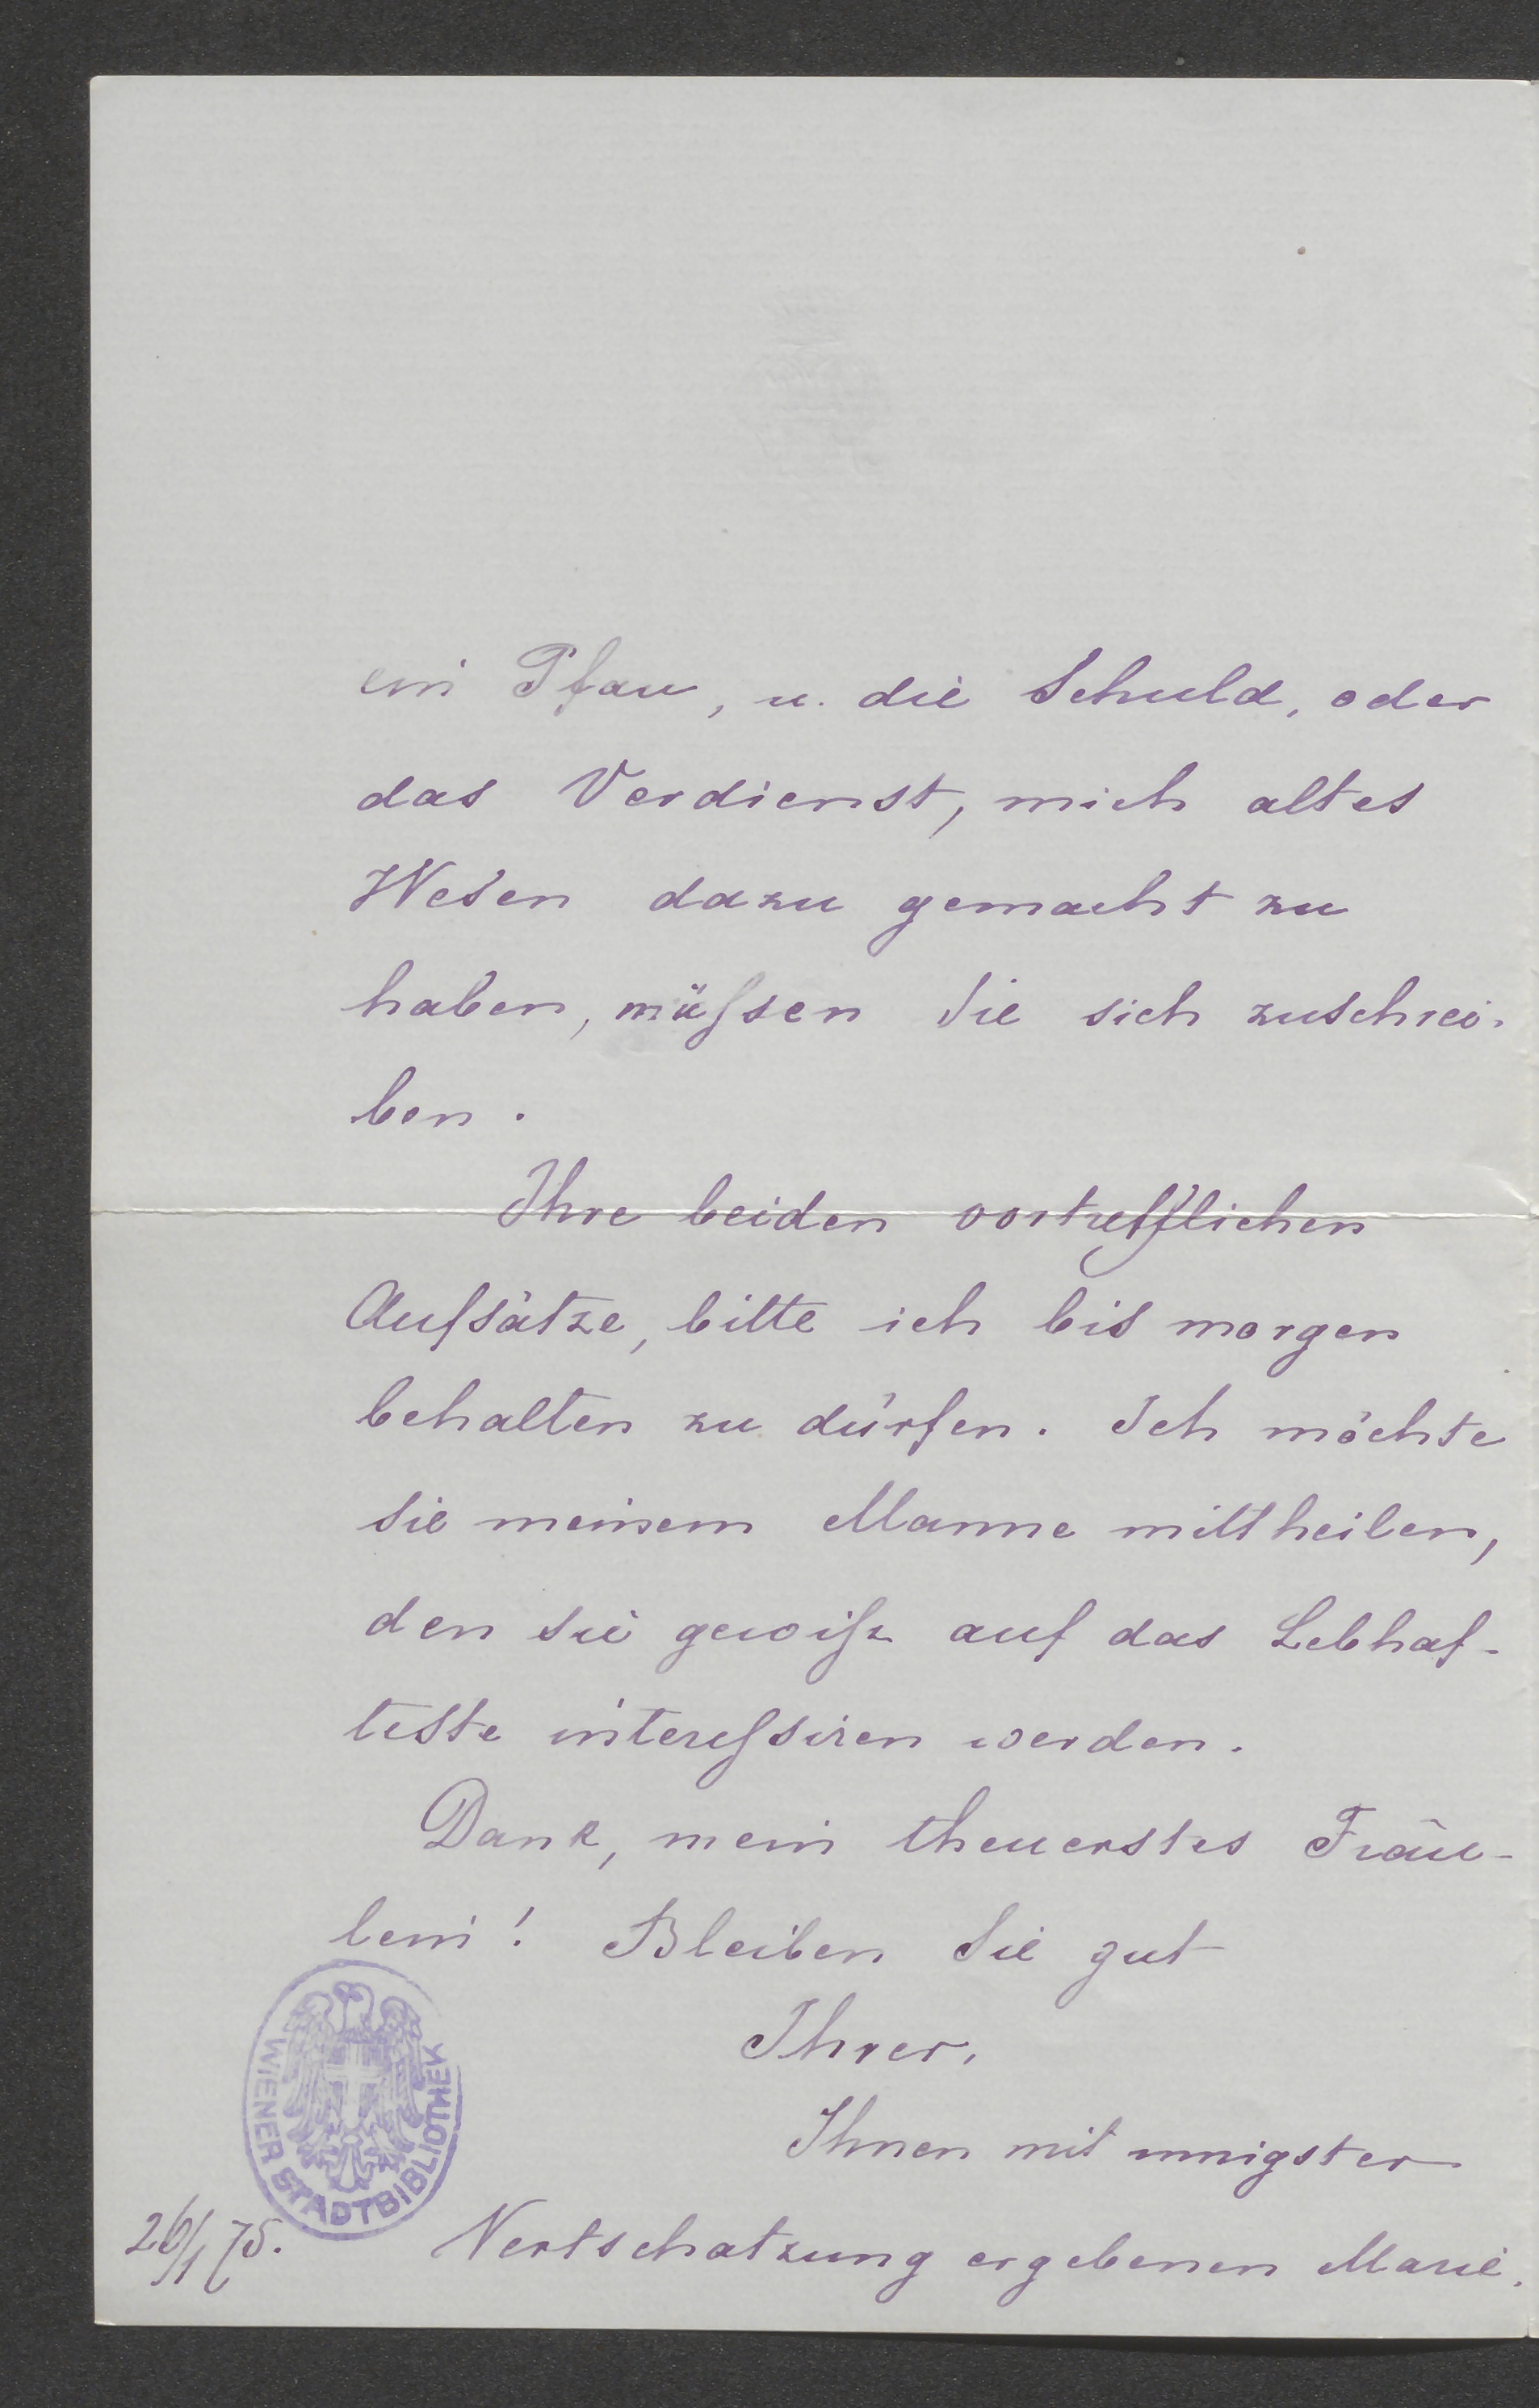 ein Pfau, u. die Schuld, oder
das Verdienst, mich altes
Wesen dazu gemacht zu
haben, müſsen Sie sich zuschrei-
ben.
Ihre beiden vortrefflichen
Aufsätze, bitte ich bis morgen
behalten zu dürfen. Ich möchte
sie meinem Manne mittheilen,
den sie gewiſz auf das Lebhaf-
teste intereſsiren werden.
Dank, mein theuerstes Fräu-
lein! Bleiben Sie gut
Ihrer,
Ihnen mit innigster
Wertschatzung ergebenen Marie.
26/1 75.
WIENER STADTBIBLIOTHEK